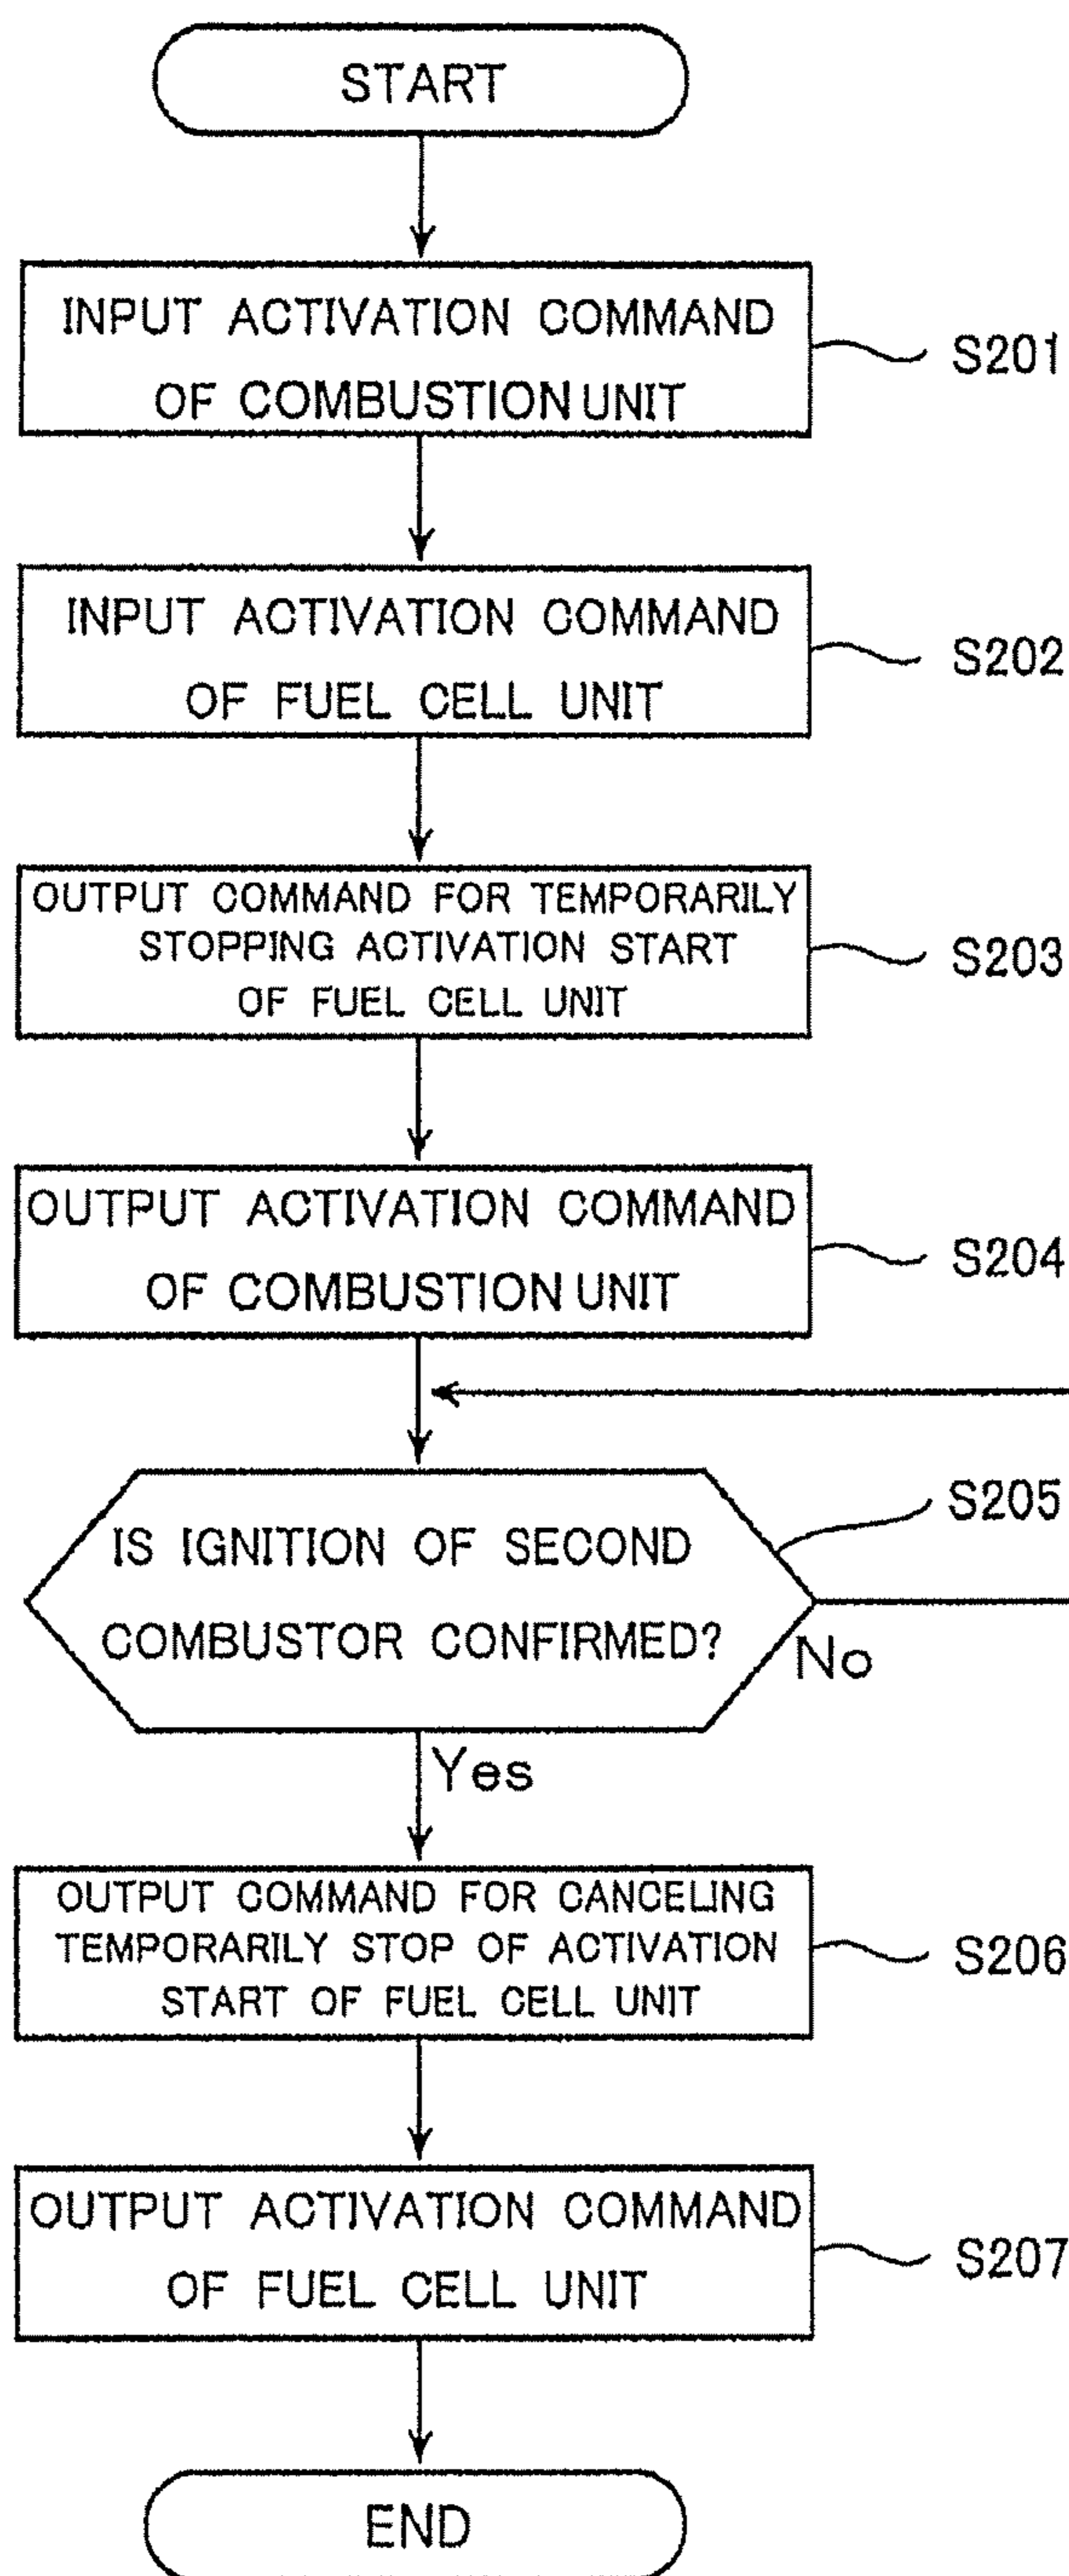 START
INPUT ACTIVATION COMMAND
OF COMBUSTION UNIT
S201
INPUT ACTIVATION COMMAND
OF FUEL CELL UNIT
S202
OUTPUT COMMAND FOR TEMPORARILY
STOPPING ACTIVATION START
OF FUEL CELL UNIT
S203
OUTPUT ACTIVATION COMMAND
OF COMBUSTION UNIT
S204
IS IGNITION OF SECOND
COMBUSTOR CONFIRMED?
S205
No
Yes
OUTPUT COMMAND FOR CANCELING
TEMPORARILY STOP OF ACTIVATION
START OF FUEL CELL UNIT
S206
OUTPUT ACTIVATION COMMAND
OF FUEL CELL UNIT
S207
END